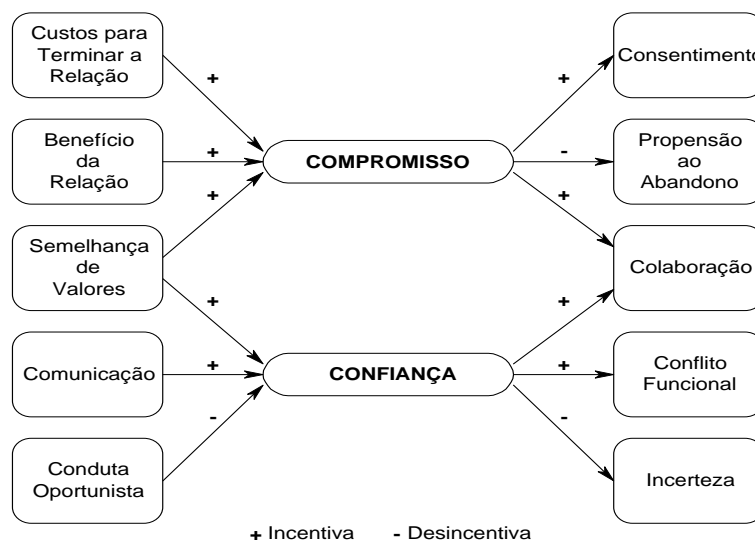 Custos para
Terminar a
Relação
+
+
Consentimento
Benefício
da
Relação
+
COMPROMISSO
-
Propensão
ao
Abandono
+
+
Semelhança
de
Valores
Colaboração
+
+
Comunicação
+
CONFIANÇA
+
Conflito
Funcional
-
-
Conduta
Oportunista
Incerteza
+ Incentiva - Desincentiva